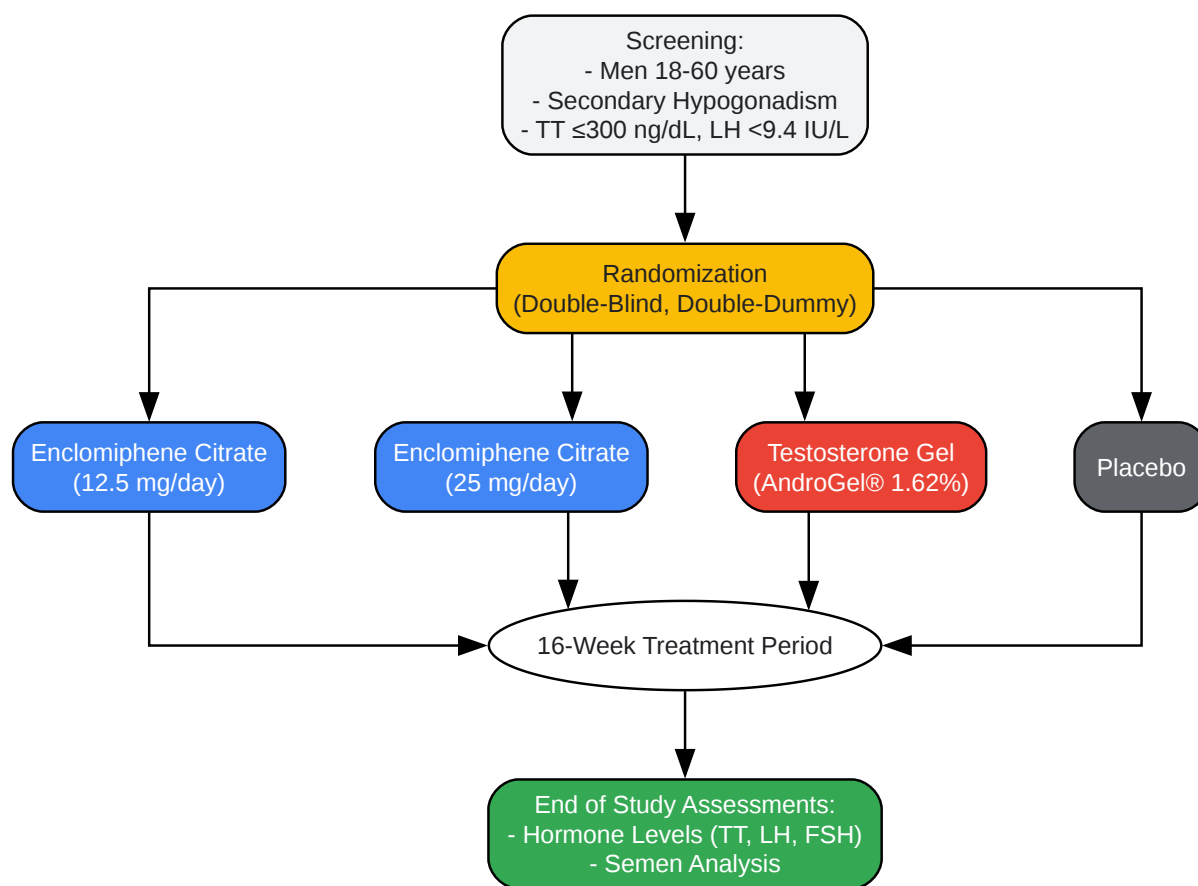 Screening:
- Men 18-60 years
- Secondary Hypogonadism
- TT ≤300 ng/dL, LH <9.4 IU/L
Randomization
(Double-Blind, Double-Dummy)
Enclomiphene Citrate
(12.5 mg/day)
Enclomiphene Citrate
(25 mg/day)
Testosterone Gel
(AndroGel® 1.62%)
Placebo
16-Week Treatment Period
End of Study Assessments:
- Hormone Levels (TT, LH, FSH)
- Semen Analysis